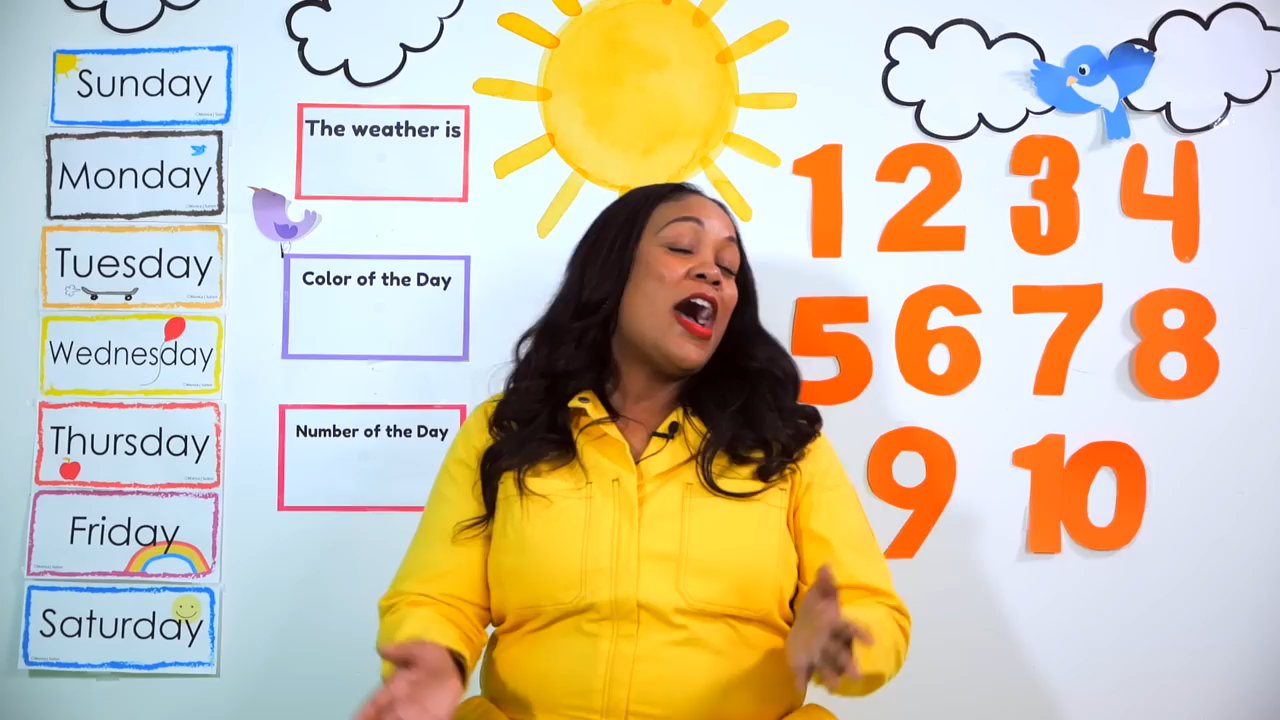 Sunday
Monday
Tuesday
Wednesday
Thursday
Friday
Saturday
The weather is
Color of the Day
Number of the Day
1 2 3 4
5 6 7 8
9 10